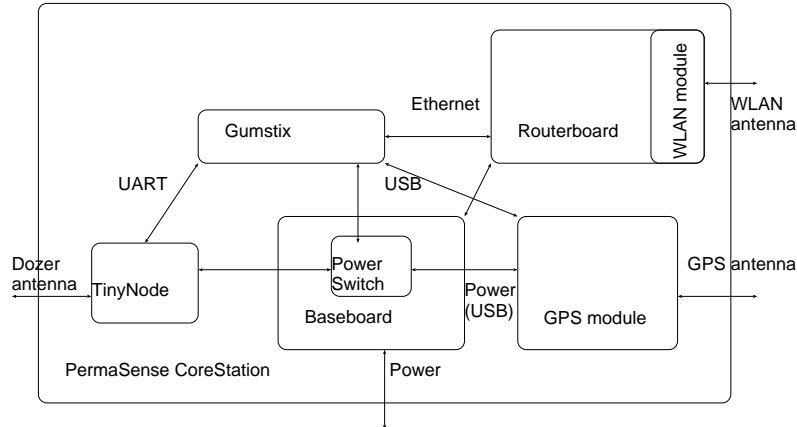 Ethernet
WLAN module
WLAN
antenna
Gumstix
Routerboard
UART
USB
Dozer
antenna
TinyNode
Power
Switch
Baseboard
Power
(USB)
GPS antenna
GPS module
PermaSense CoreStation
Power